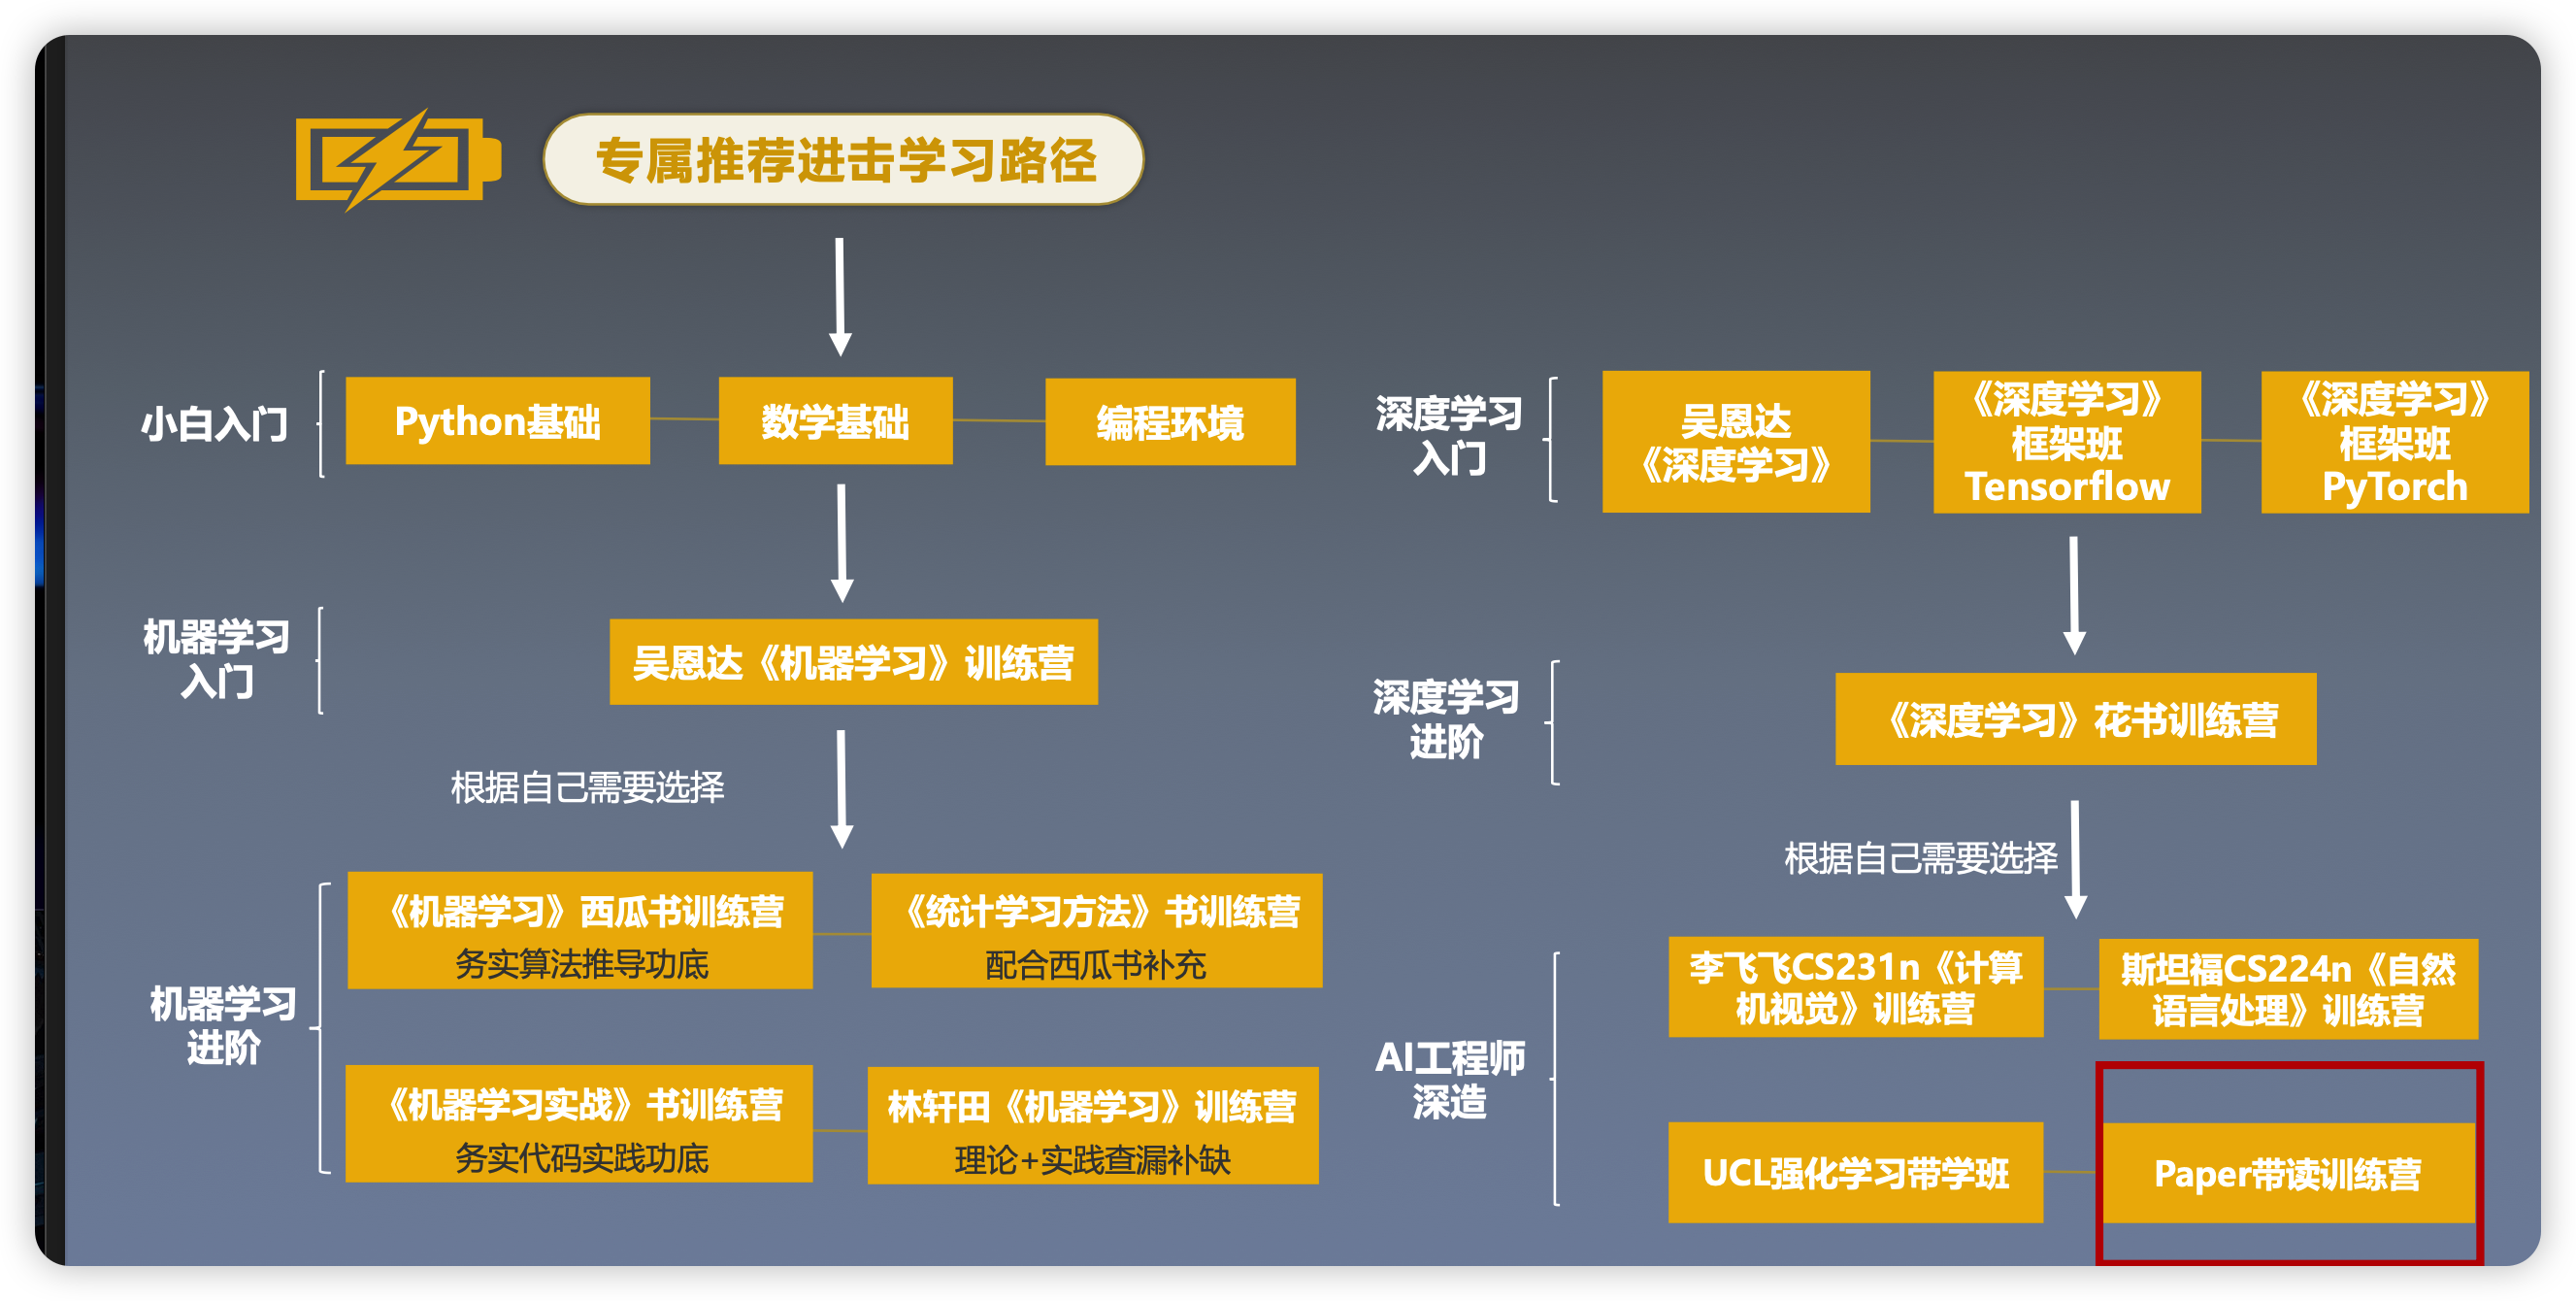 专属推荐进击学习路径
小白入门
Python基础
数学基础
编程环境
机器学习
入门
吴恩达《机器学习》训练营
根据自己需要选择
机器学习
进阶
《机器学习》西瓜书训练营
务实算法推导功底
《统计学习方法》书训练营
配合西瓜书补充
《机器学习实战》书训练营
务实代码实践功底
林轩田《机器学习》训练营
理论+实践查漏补缺
深度学习
入门
吴恩达
《深度学习》
《深度学习》
框架班
Tensorflow
《深度学习》
框架班
PyTorch
深度学习
进阶
《深度学习》花书训练营
根据自己需要选择
AI工程师
深造
李飞飞CS231n《计算
机视觉》训练营
斯坦福CS224n《自然
语言处理》训练营
UCL强化学习带学班
Paper带读训练营